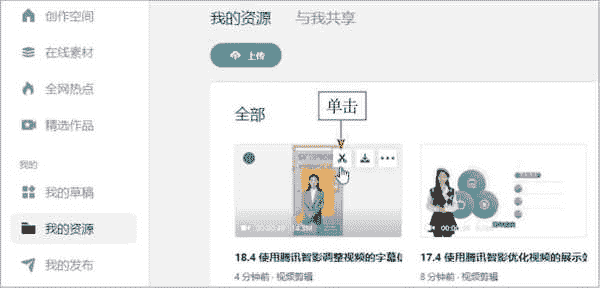 创作空间
在线素材
全网热点
精选作品
我的
我的草稿
我的资源
我的发布
我的资源 与我共享
上传
全部
单击
18.4 使用腾讯智影调整视频的字幕
4 分钟前 · 视频剪辑
17.4 使用腾讯智影优化视频的展示
8 分钟前 · 视频剪辑